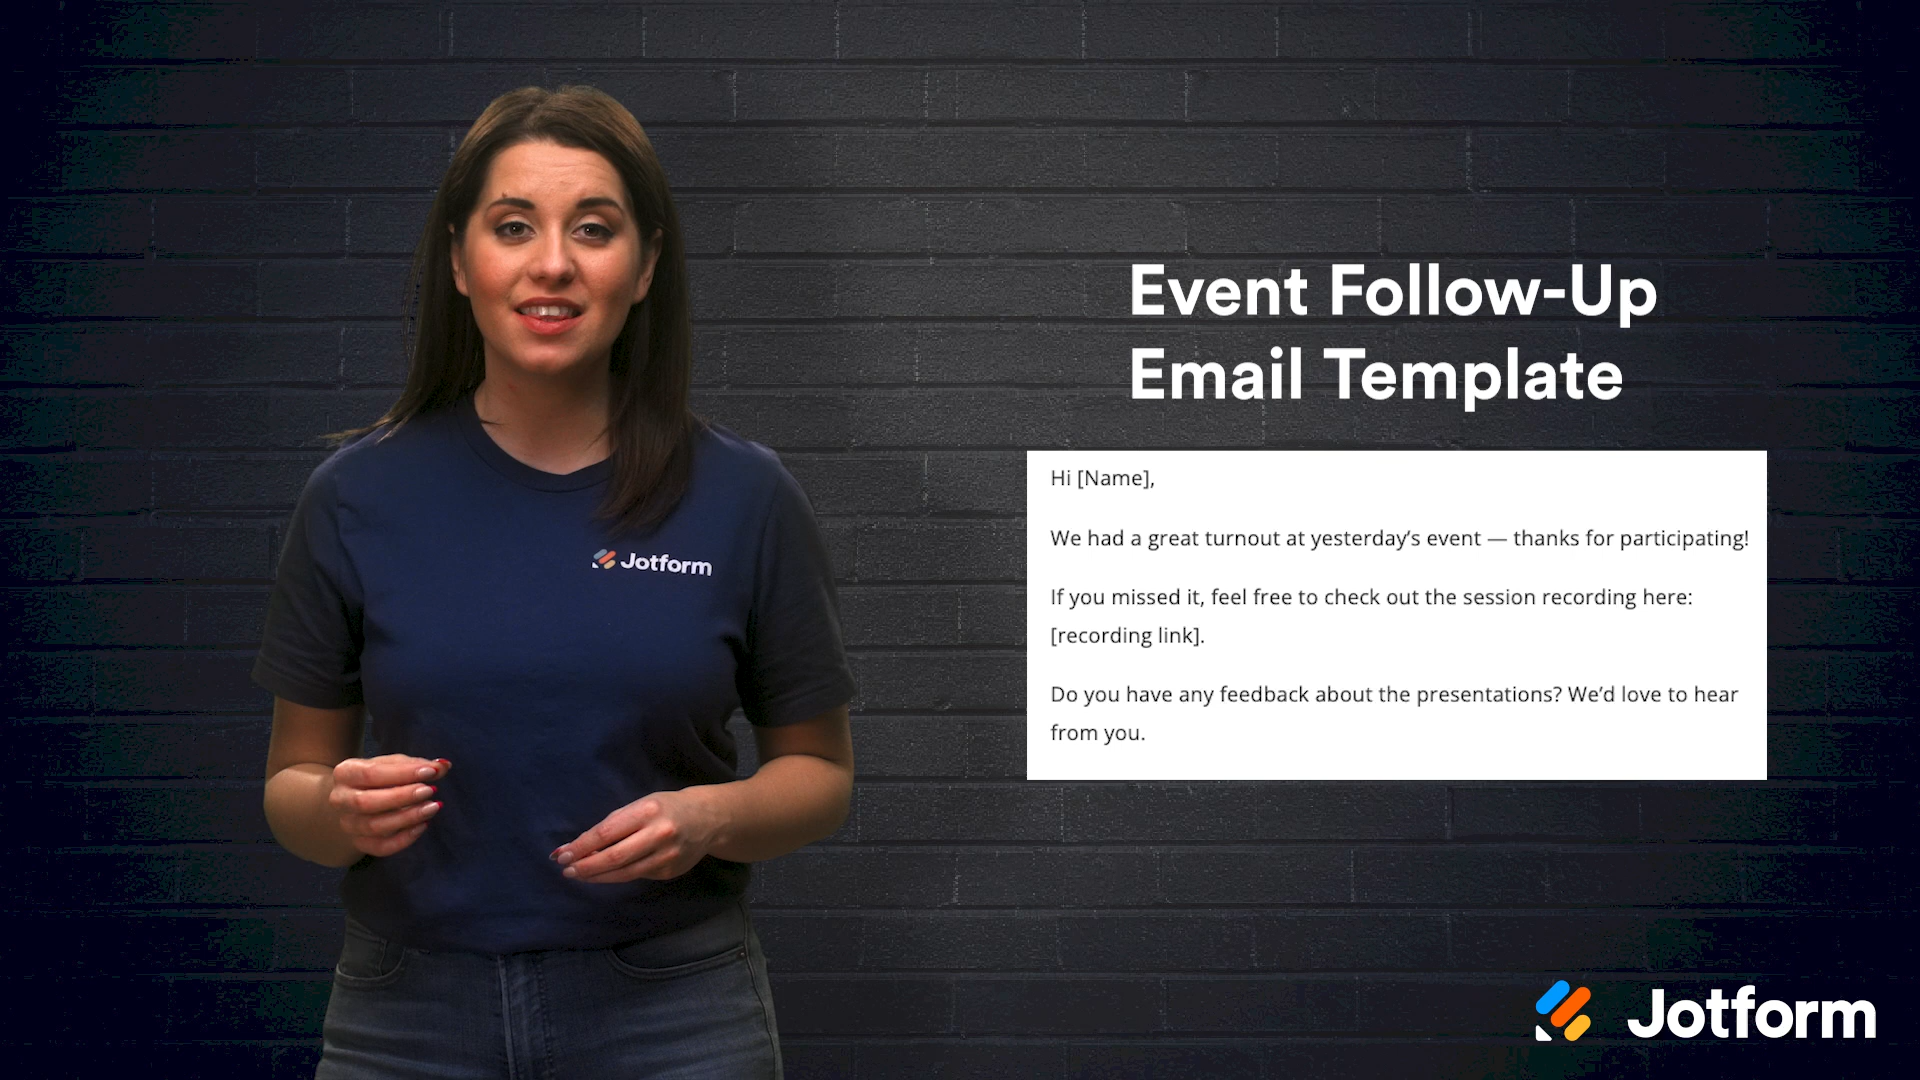 Event Follow-Up
Email Template
Hi [Name],
We had a great turnout at yesterday’s event — thanks for participating!
If you missed it, feel free to check out the session recording here:
[recording link].
Do you have any feedback about the presentations? We’d love to hear
from you.
Jotform
Jotform